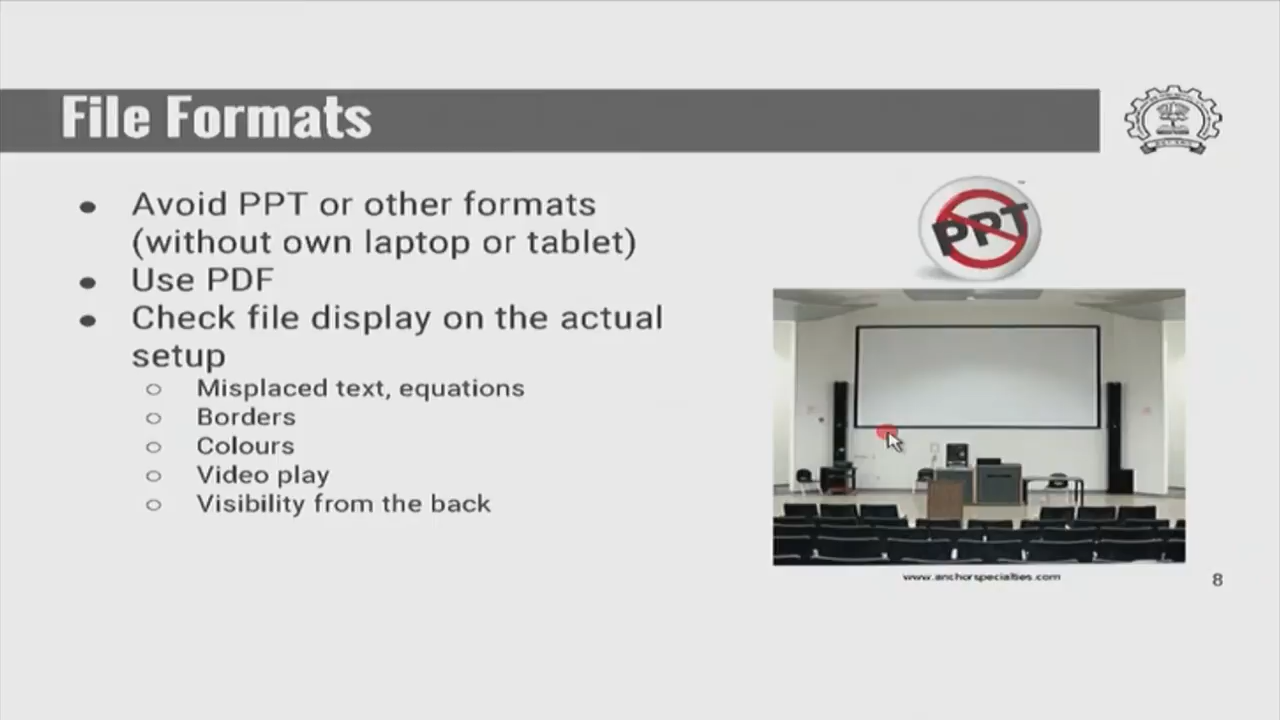 File Formats
Avoid PPT or other formats
(without own laptop or tablet)
Use PDF
Check file display on the actual
setup
Misplaced text, equations
Borders
Colours
Video play
Visibility from the back
PPT
www.anchorspecialties.com
8